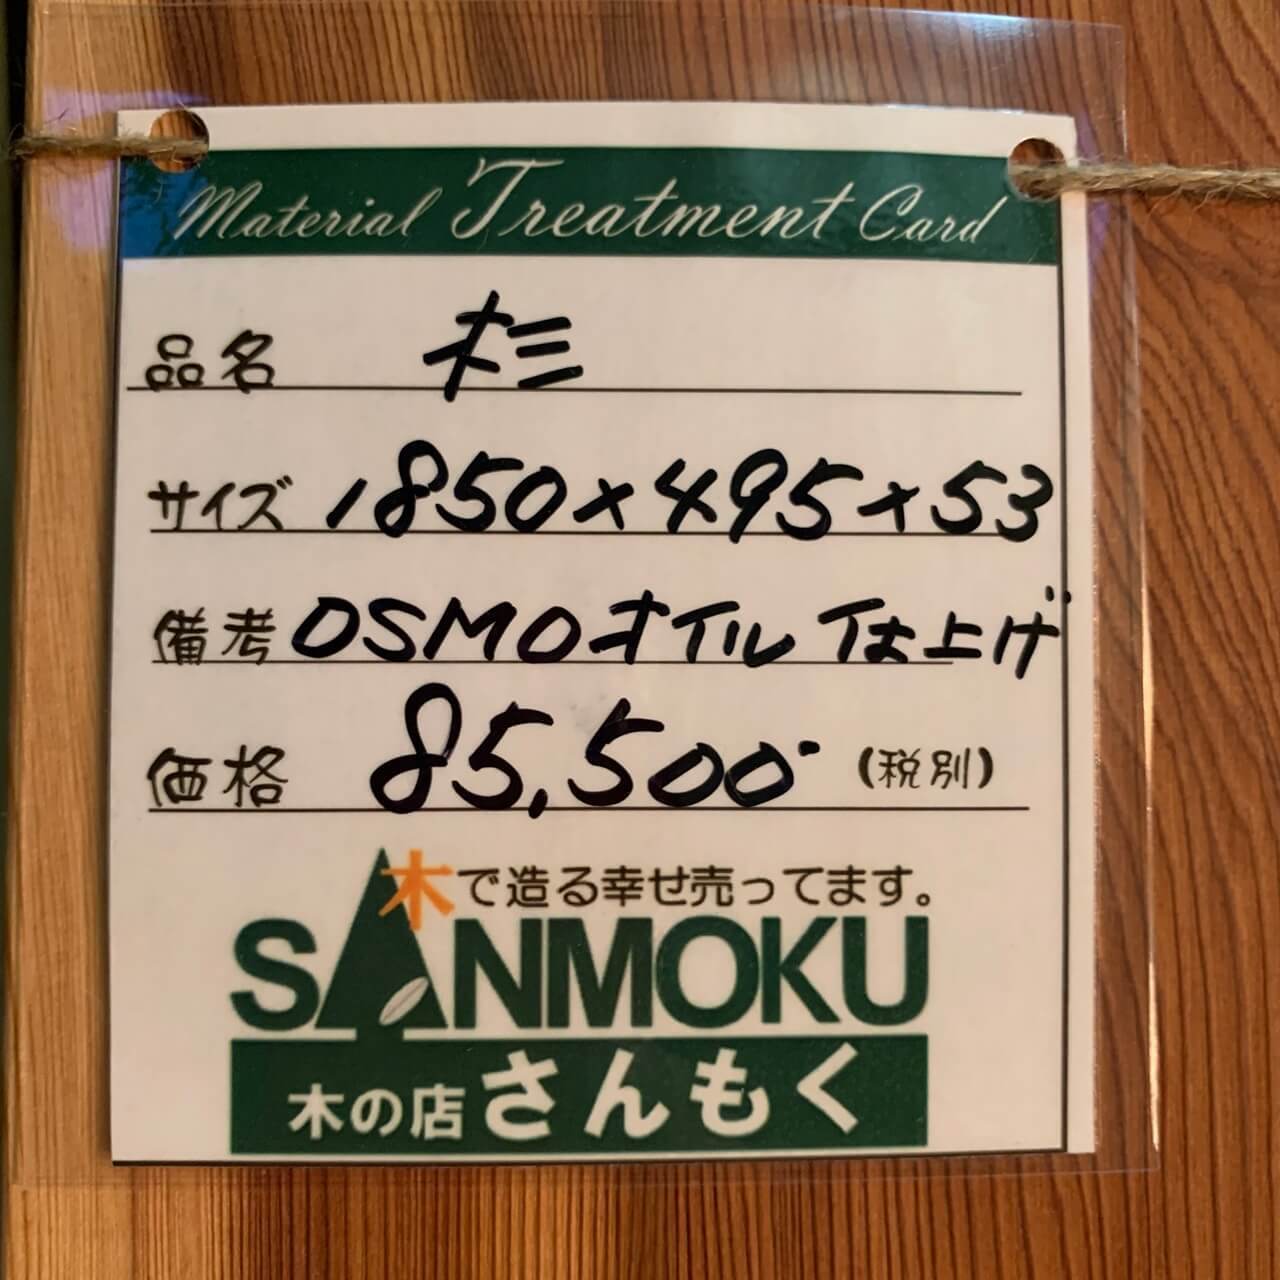 Material Treatment Card
品名 杉
サイズ 1850×495×53
備考 OSMOオイル仕上げ
価格 85,500 (税別)
木で造る幸せ売ってます。
SANMOKU
木の店さんもく